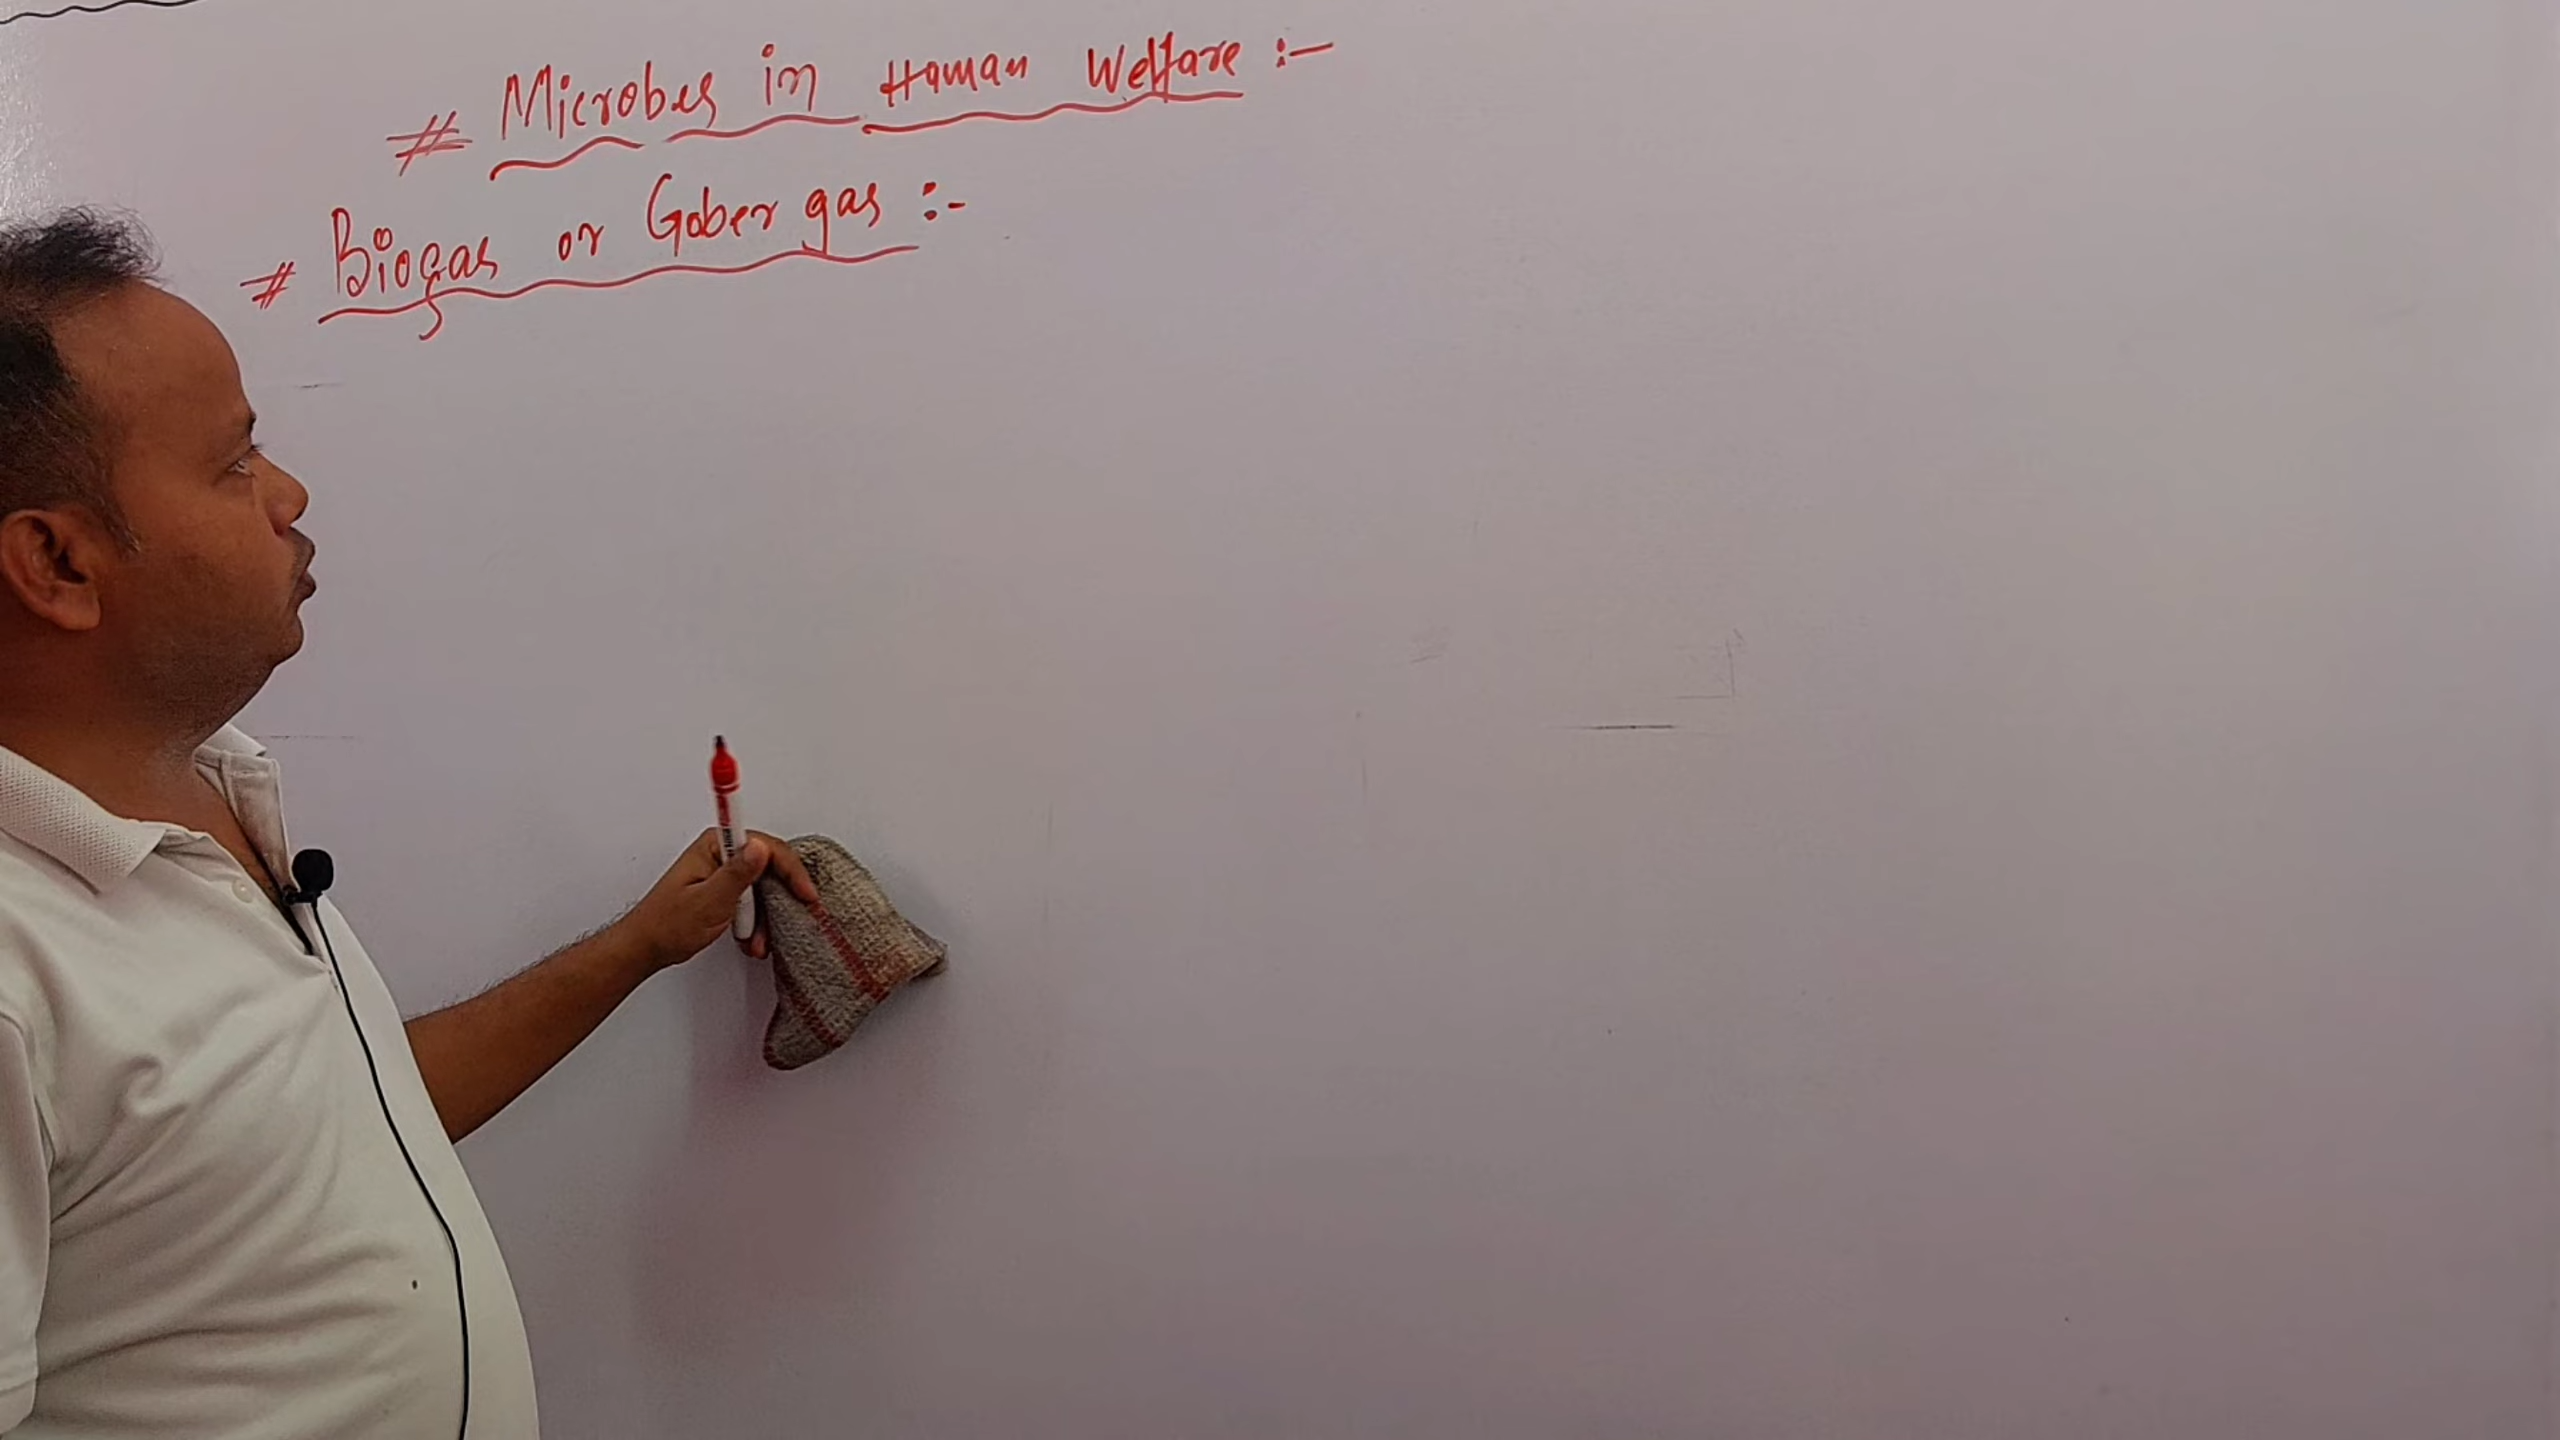 # Microbes in Human Welfare :-
# Biogas or Gober gas :-